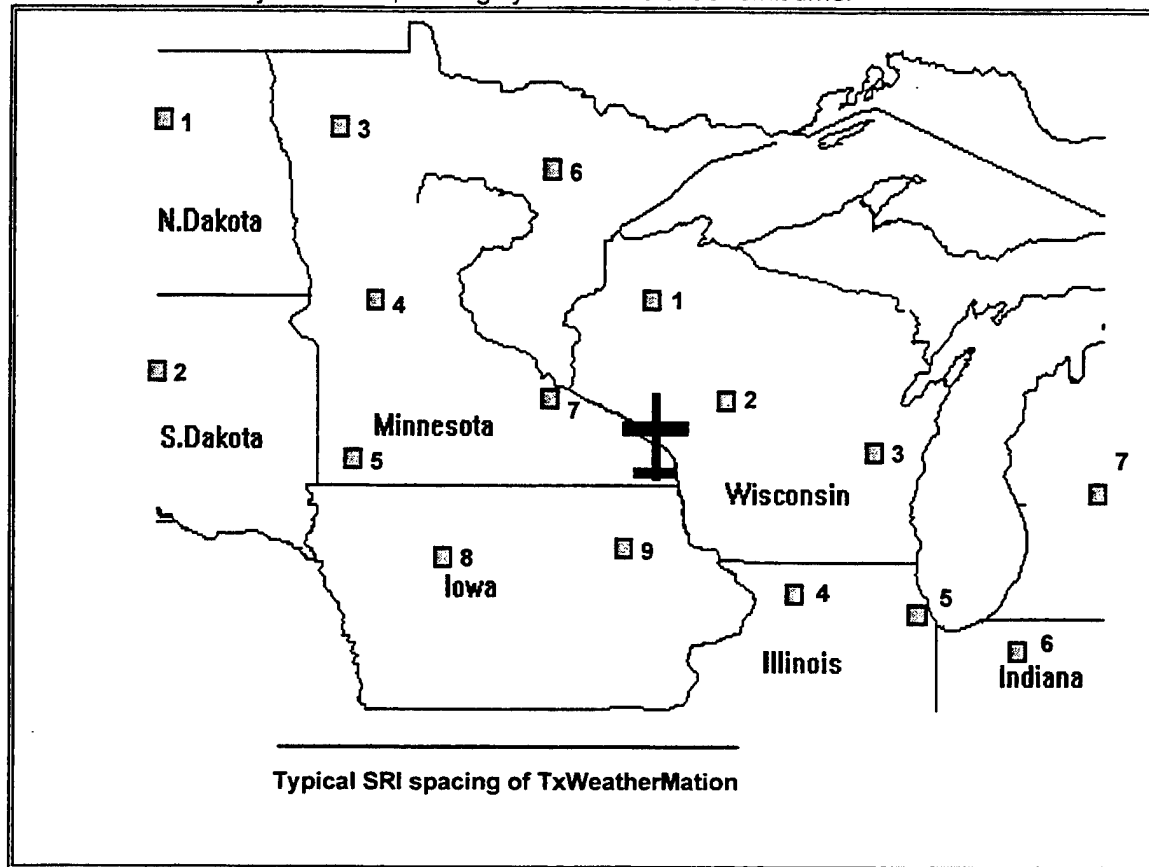 1
3
6
N.Dakota
4
1
2
2
7
S.Dakota
Minnesota
5
3
7
Wisconsin
8
9
Iowa
4
5
6
Illinois
Indiana
Typical SRI spacing of TxWeatherMation